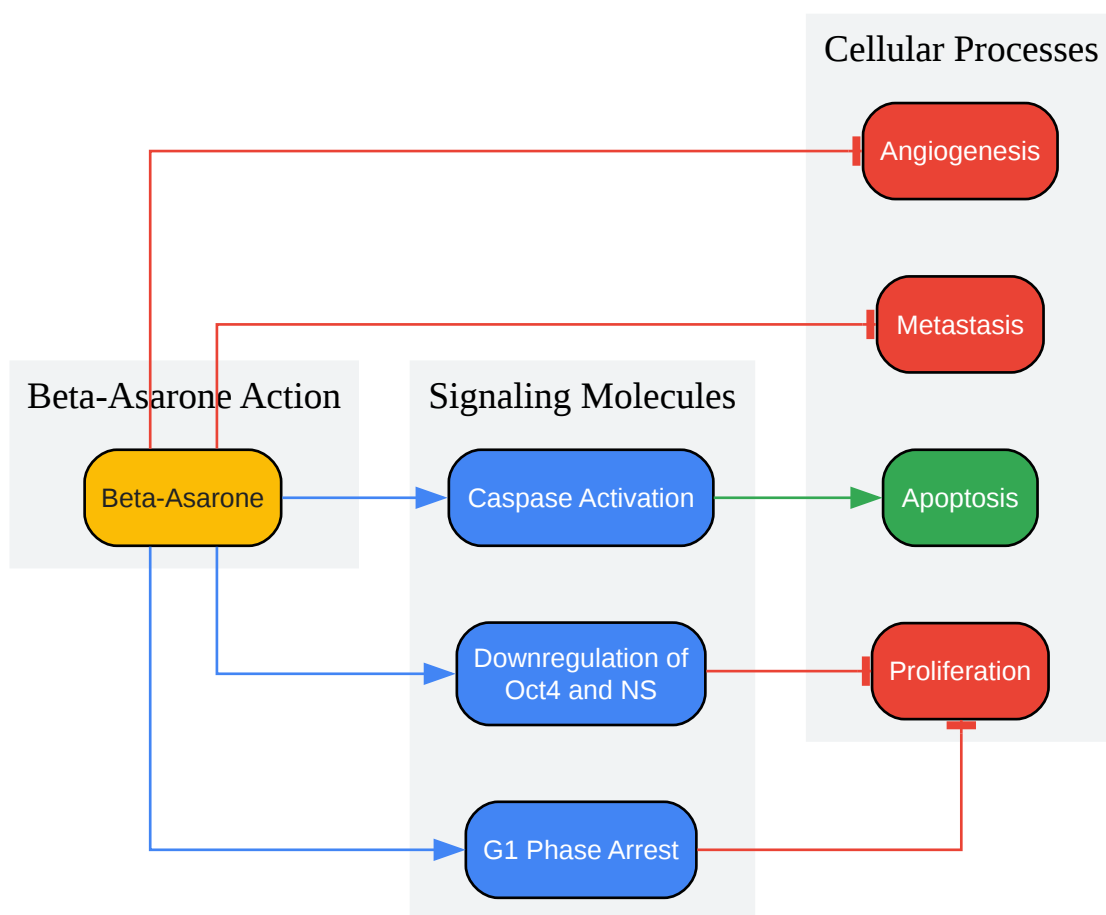 Cellular Processes
Angiogenesis
Metastasis
Beta-Asarone Action
Signaling Molecules
Beta-Asarone
Caspase Activation
Apoptosis
Downregulation of
Oct4 and NS
Proliferation
G1 Phase Arrest